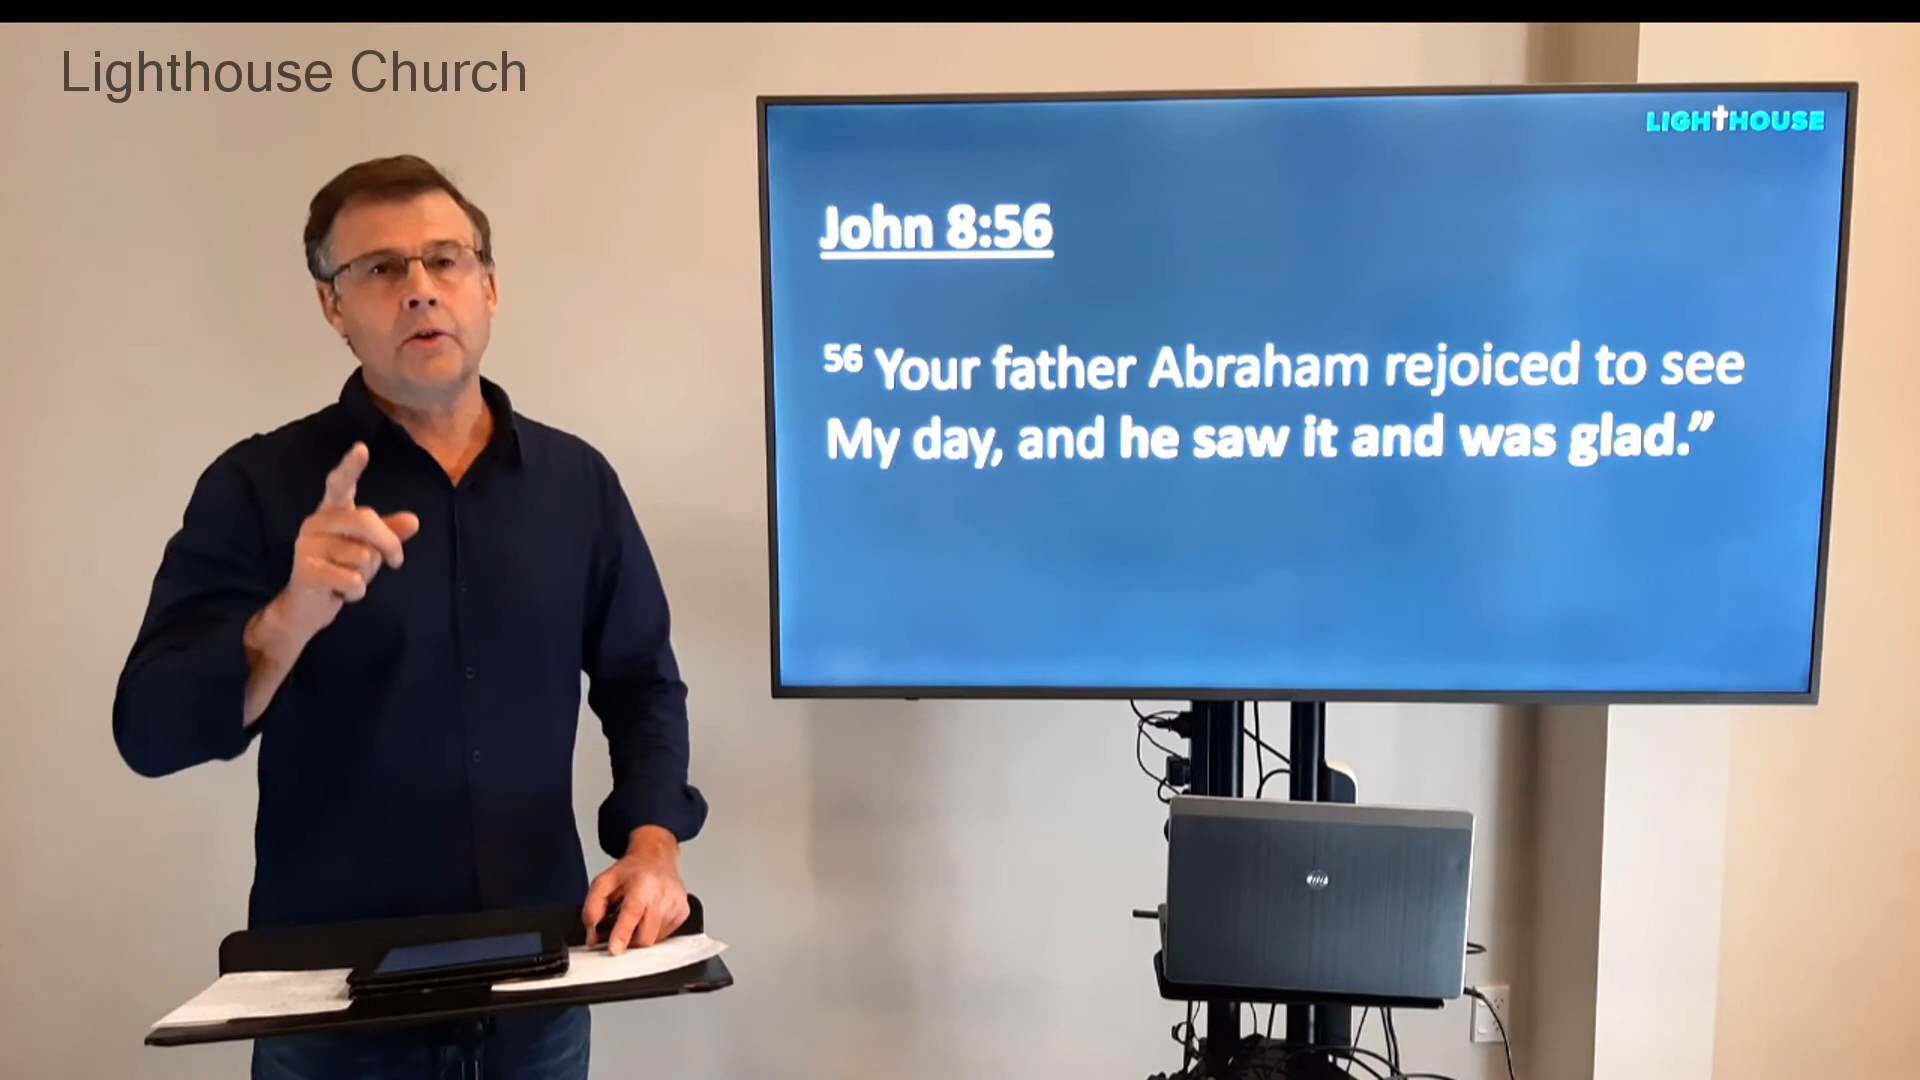 Lighthouse Church
LIGHTHOUSE
John 8:56
56 Your father Abraham rejoiced to see
My day, and he saw it and was glad.”
hp